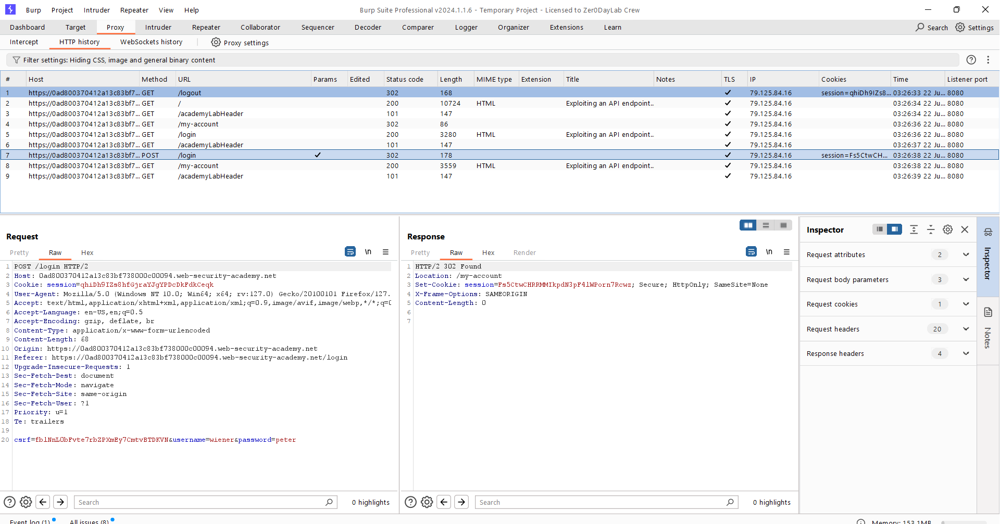 Burp Project Intruder Repeater View Help Burp Suite Professional v2024.1.1.6 - Temporary Project - Licensed to Zer0DayLab Crew
Dashboard Target Proxy Intruder Repeater Collaborator Sequencer Decoder Comparer Logger Organizer Extensions Learn Search Settings
Intercept HTTP history WebSockets history Proxy settings
Filter settings: Hiding CSS, image and general binary content
# Host Method URL Params Edited Status code Length MIME type Extension Title Notes TLS IP Cookies Time Listener port
1 https://0ad800370412a13c83bf7... GET /logout 302 168 ✓ 79.125.84.16 session=qhiDh9IZs8... 03:26:33 22 Ju... 8080
2 https://0ad800370412a13c83bf7... GET / 200 10724 HTML Exploiting an API endpoint.. ✓ 79.125.84.16 03:26:34 22 Ju... 8080
3 https://0ad800370412a13c83bf7... GET /academyLabHeader 101 147 ✓ 79.125.84.16 03:26:34 22 Ju... 8080
4 https://0ad800370412a13c83bf7... GET /my-account 302 86 ✓ 79.125.84.16 03:26:36 22 Ju... 8080
5 https://0ad800370412a13c83bf7... GET /login 200 3280 HTML Exploiting an API endpoint.. ✓ 79.125.84.16 03:26:36 22 Ju... 8080
6 https://0ad800370412a13c83bf7... GET /academyLabHeader 101 147 ✓ 79.125.84.16 03:26:37 22 Ju... 8080
7 https://0ad800370412a13c83bf7... POST /login ✓ 302 178 ✓ 79.125.84.16 session=Fs5CtwCH... 03:26:38 22 Ju... 8080
8 https://0ad800370412a13c83bf7... GET /my-account 200 3559 HTML Exploiting an API endpoint.. ✓ 79.125.84.16 03:26:38 22 Ju... 8080
9 https://0ad800370412a13c83bf7... GET /academyLabHeader 101 147 ✓ 79.125.84.16 03:26:39 22 Ju... 8080
Request
Pretty Raw Hex \n
1 POST /login HTTP/2
2 Host: 0ad800370412a13c83bf738000c00094.web-security-academy.net
3 Cookie: session=qhiDh9IZs8hfGjraYJgYPDcDkFdkCeqk
4 User-Agent: Mozilla/5.0 (Windows NT 10.0; Win64; x64; rv:127.0) Gecko/20100101 Firefox/127.
5 Accept: text/html,application/xhtml+xml,application/xml;q=0.9,image/avif,image/webp,*/*;q=0
6 Accept-Language: en-US,en;q=0.5
7 Accept-Encoding: gzip, deflate, br
8 Content-Type: application/x-www-form-urlencoded
9 Content-Length: 68
10 Origin: https://0ad800370412a13c83bf738000c00094.web-security-academy.net
11 Referer: https://0ad800370412a13c83bf738000c00094.web-security-academy.net/login
12 Upgrade-Insecure-Requests: 1
13 Sec-Fetch-Dest: document
14 Sec-Fetch-Mode: navigate
15 Sec-Fetch-Site: same-origin
16 Sec-Fetch-User: ?1
17 Priority: u=1
18 Te: trailers
19
20 csrf=fblNnL0bFvte7rbZPXmEy7CmtvBTDKVN&username=wiener&password=peter
Search 0 highlights
Response
Pretty Raw Hex Render \n
1 HTTP/2 302 Found
2 Location: /my-account
3 Set-Cookie: session=Fs5CtwCHRRMMIkpdN3pF4lWPorn7Rcwz; Secure; HttpOnly; SameSite=None
4 X-Frame-Options: SAMEORIGIN
5 Content-Length: 0
6
7
Search 0 highlights
Inspector
Request attributes 2
Request body parameters 3
Request cookies 1
Request headers 20
Response headers 4
Inspector
Notes
Event log (1) All issues (8) Memory: 153.1MB